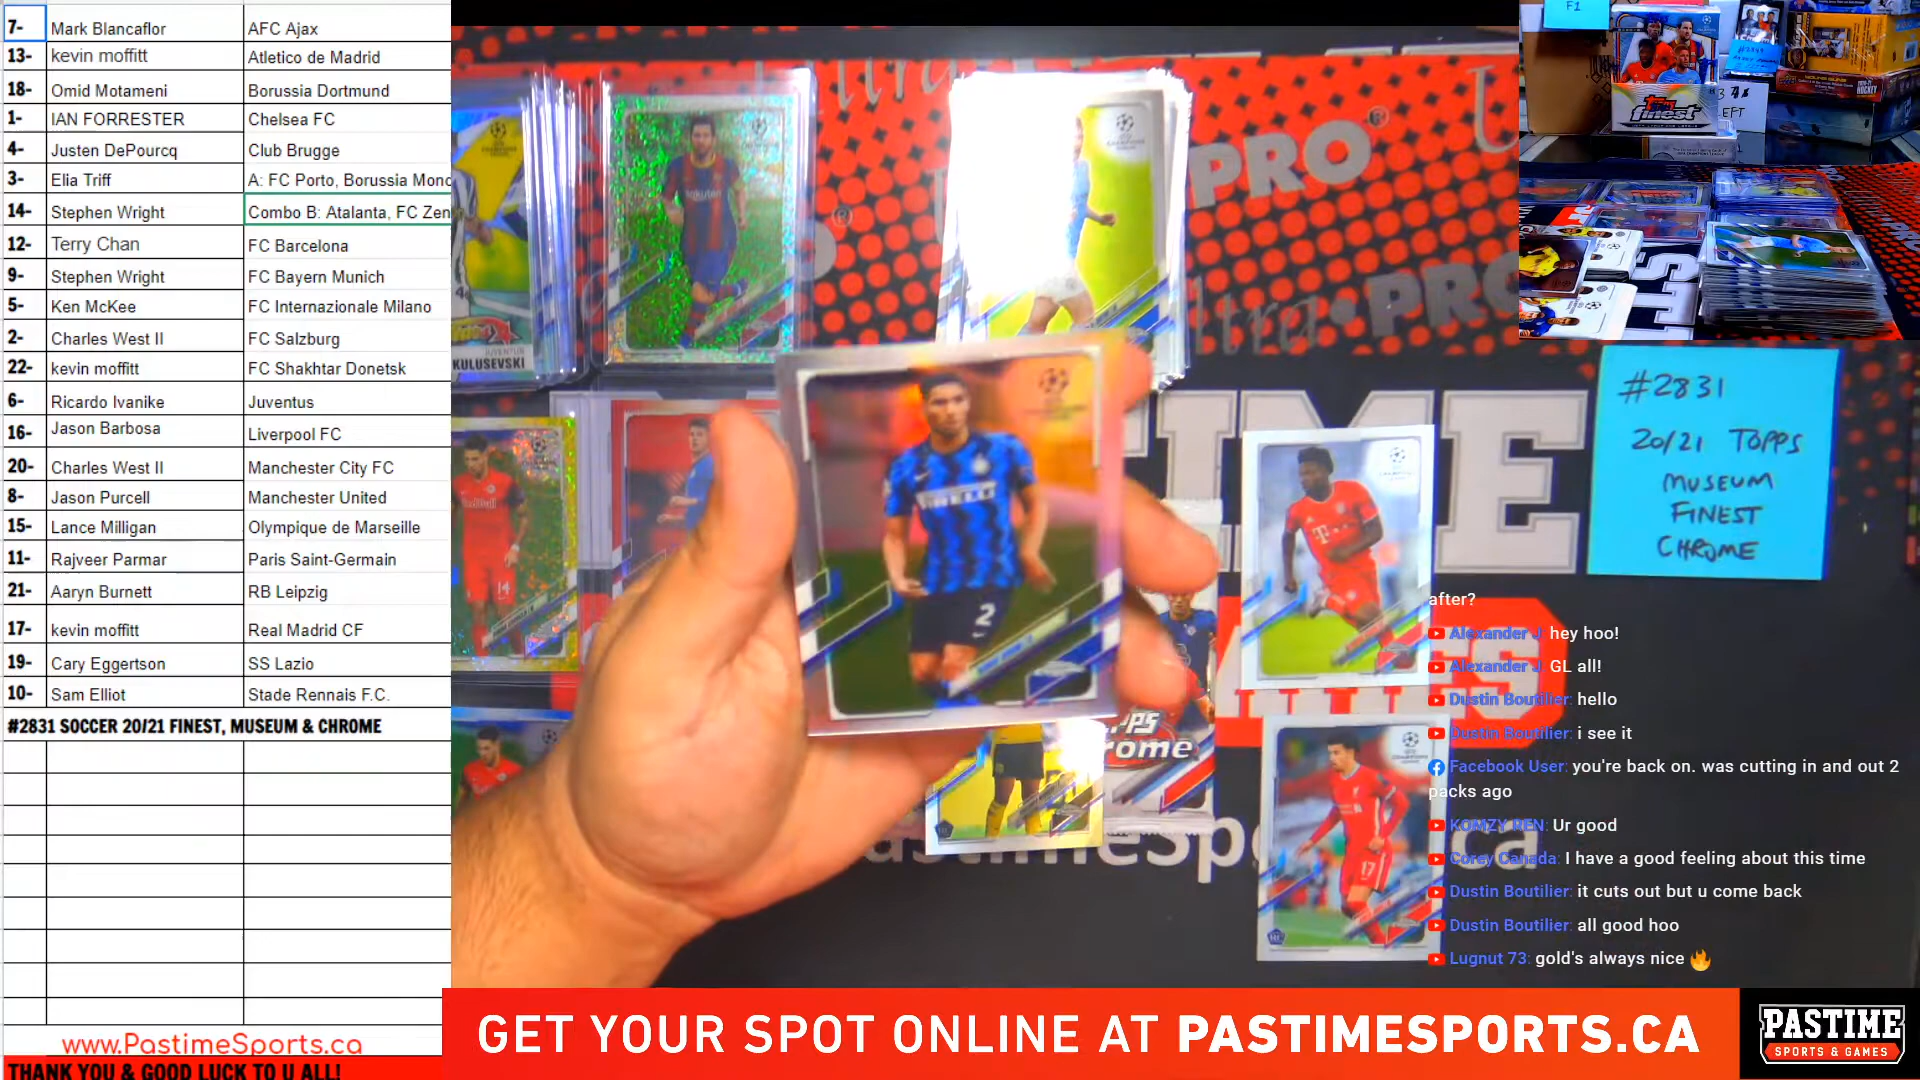 7- Mark Blancaflor AFC Ajax
13- kevin moffitt Atletico de Madrid
18- Omid Motameni Borussia Dortmund
1- IAN FORRESTER Chelsea FC
4- Justen DePourcq Club Brugge
3- Elia Triff A: FC Porto, Borussia Monc
14- Stephen Wright Combo B: Atalanta, FC Zen
12- Terry Chan FC Barcelona
9- Stephen Wright FC Bayern Munich
5- Ken McKee FC Internazionale Milano
2- Charles West II FC Salzburg
22- kevin moffitt FC Shakhtar Donetsk
6- Ricardo Ivanike Juventus
16- Jason Barbosa Liverpool FC
20- Charles West II Manchester City FC
8- Jason Purcell Manchester United
15- Lance Milligan Olympique de Marseille
11- Rajveer Parmar Paris Saint-Germain
21- Aaryn Burnett RB Leipzig
17- kevin moffitt Real Madrid CF
19- Cary Eggertson SS Lazio
10- Sam Elliot Stade Rennais F.C.
#2831 SOCCER 20/21 FINEST, MUSEUM & CHROME
www.PastimeSports.ca
THANK YOU & GOOD LUCK TO U ALL!
KULUSEVSKI
Rakuten
PRO
PIRELLI
2
17
F1
finest
#2831
20/21 TOPPS
MUSEUM
FINEST
CHROME
after?
Alexander J: hey hoo!
Alexander J: GL all!
Dustin Boutilier: hello
Dustin Boutilier: i see it
Facebook User: you're back on. was cutting in and out 2
packs ago
KOMZY REN: Ur good
Corey Canada: I have a good feeling about this time
Dustin Boutilier: it cuts out but u come back
Dustin Boutilier: all good hoo
Lugnut 73: gold's always nice 🔥
GET YOUR SPOT ONLINE AT PASTIMESPORTS.CA
PASTIME
SPORTS & GAMES